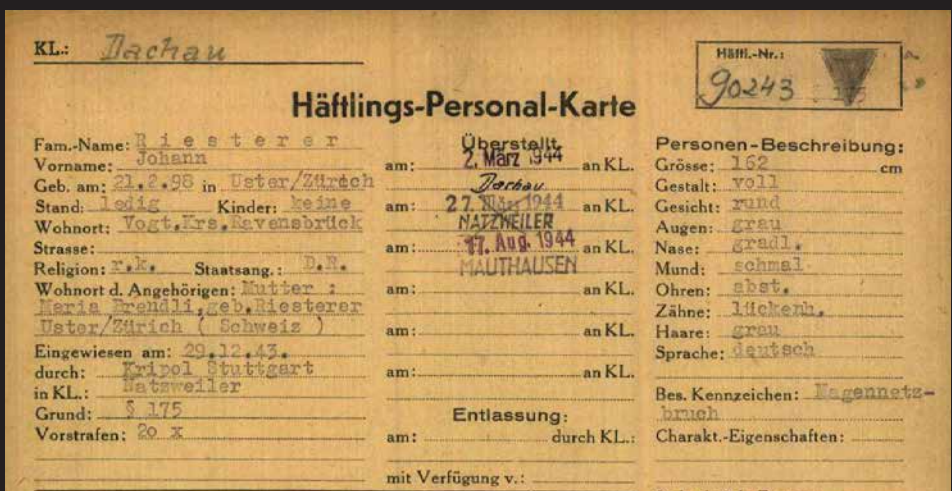 KL.: Dachau
Häftl.-Nr.:
90243 § 175
Häftlings-Personal-Karte
Fam.-Name: Riesterer
Vorname: Johann
Geb. am: 21.2.98 in Uster/Zürich
Stand: ledig Kinder: keine
Wohnort: Vogt,Krs.Ravensbrück
Strasse:
Religion: r.k. Staatsang.: D.R.
Wohnort d. Angehörigen: Mutter :
Maria Brendli,geb.Riesterer
Uster/Zürich ( Schweiz )
Eingewiesen am: 29.12.43.
durch: Kripol Stuttgart
in KL.: Natzweiler
Grund: § 175
Vorstrafen: 20 x
Überstellt
am: 2. März 1944 an KL.
Dachau
am: 27. März 1944 an KL.
NATZWEILER
am: 17. Aug. 1944 an KL.
MAUTHAUSEN
am: an KL.
am: an KL.
am: an KL.
Entlassung:
am: durch KL.:
mit Verfügung v.:
Personen-Beschreibung:
Grösse: 162 cm
Gestalt: voll
Gesicht: rund
Augen: grau
Nase: gradl.
Mund: schmal
Ohren: abst.
Zähne: lückenh.
Haare: grau
Sprache: deutsch
Bes. Kennzeichen: Magennetz-
bruch
Charakt.-Eigenschaften: